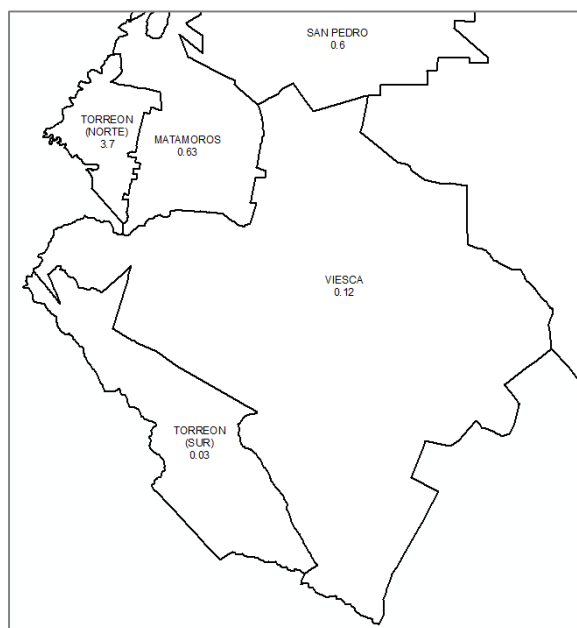 SAN PEDRO
0.6
TORREON
(NORTE)
3.7
MATAMOROS
0.63
VIESCA
0.12
TORREON
(SUR)
0.03